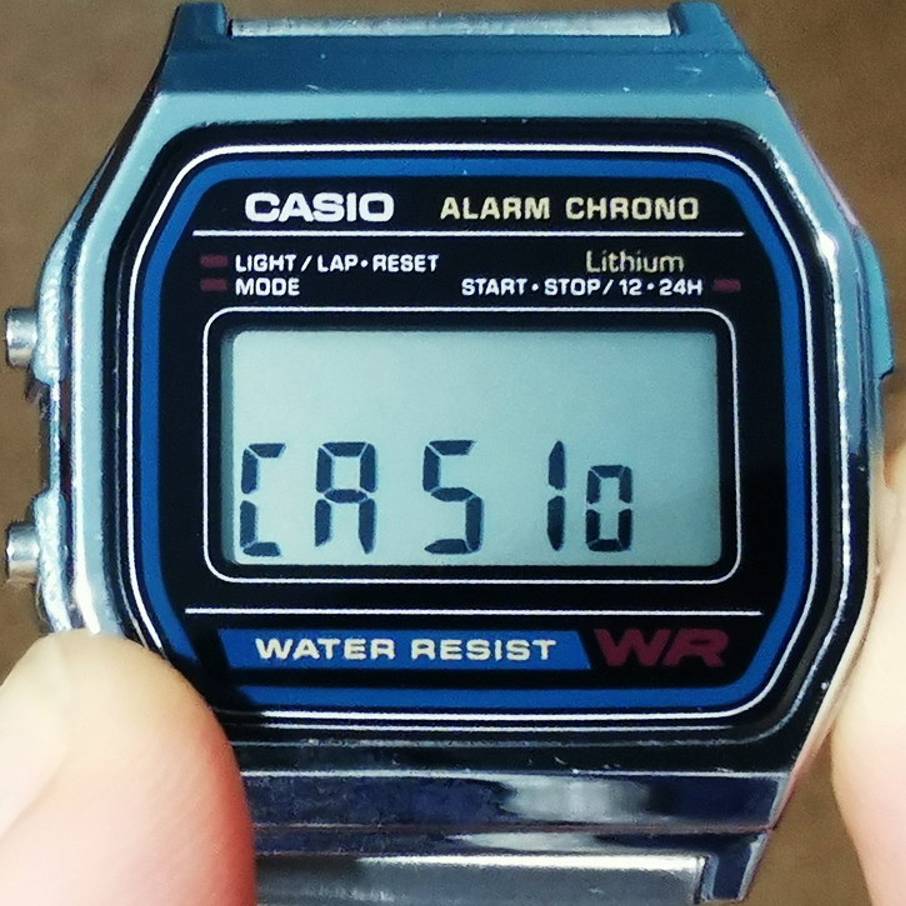 CASIO ALARM CHRONO
LIGHT / LAP • RESET Lithium
MODE START • STOP / 12 • 24H
CASIo
WATER RESIST WR